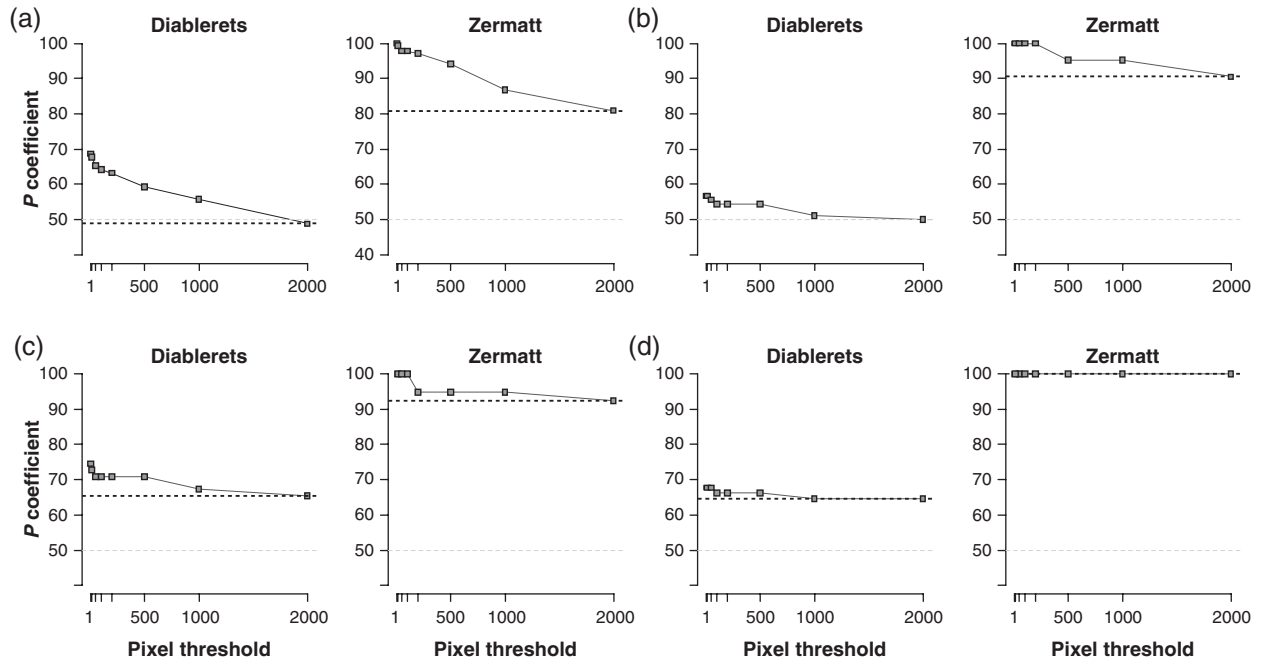 (a) Diablerets Zermatt (b) Diablerets Zermatt
100 100 100 100
90 90 90 90
80 80 80 80
70 70 70 70
60 60 60 60
50 50 50 50
40
P coefficient
1 500 1000 2000 1 500 1000 2000 1 500 1000 2000 1 500 1000 2000
(c) Diablerets Zermatt (d) Diablerets Zermatt
100 100 100 100
90 90 90 90
80 80 80 80
70 70 70 70
60 60 60 60
50 50 50 50
P coefficient
1 500 1000 2000 1 500 1000 2000 1 500 1000 2000 1 500 1000 2000
Pixel threshold Pixel threshold Pixel threshold Pixel threshold